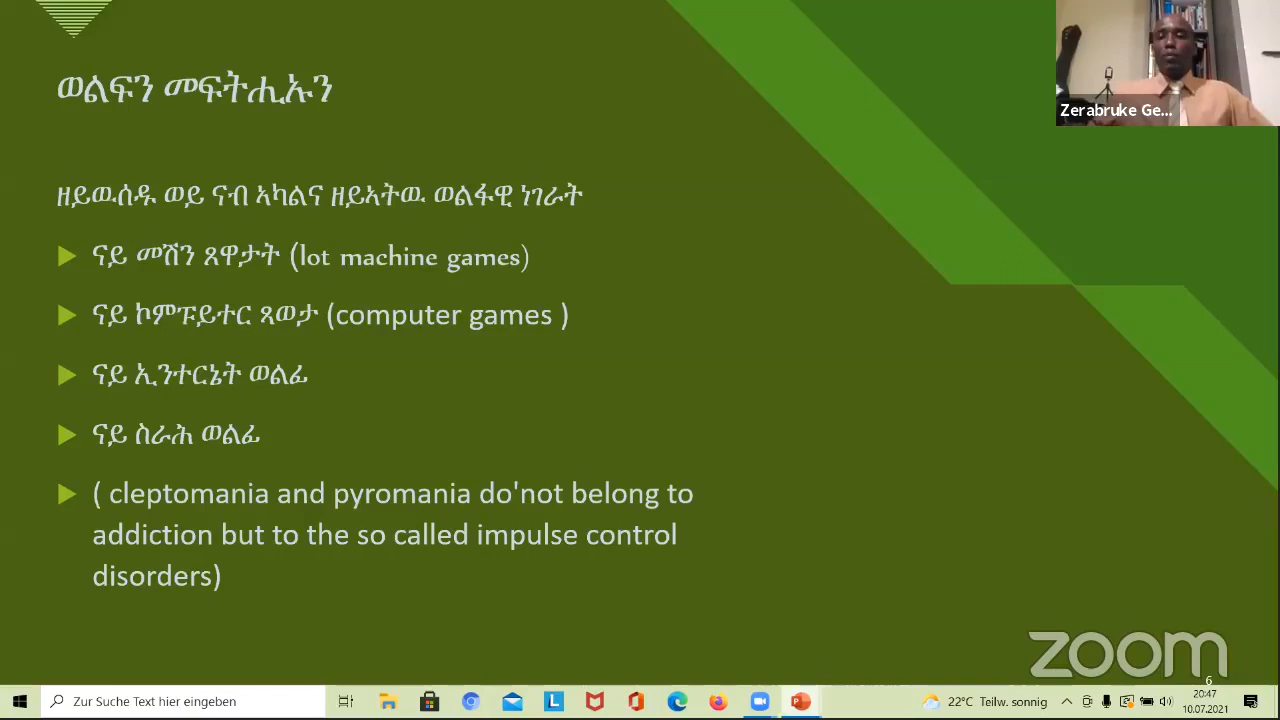 ወልፍን መፍትሒኡን
Zerabruke Ge...
ዘይዉሰዱ ወይ ናብ ኣካልና ዘይኣትዉ ወልፋዊ ነገራት
ናይ መሽን ጸዋታት (lot machine games)
ናይ ኮምፑይተር ጻወታ (computer games )
ናይ ኢንተርኔት ወልፊ
ናይ ስራሕ ወልፊ
( cleptomania and pyromania do'not belong to
addiction but to the so called impulse control
disorders)
zoom
6
Zur Suche Text hier eingeben
22°C Teilw. sonnig
20:47
10.07.2021